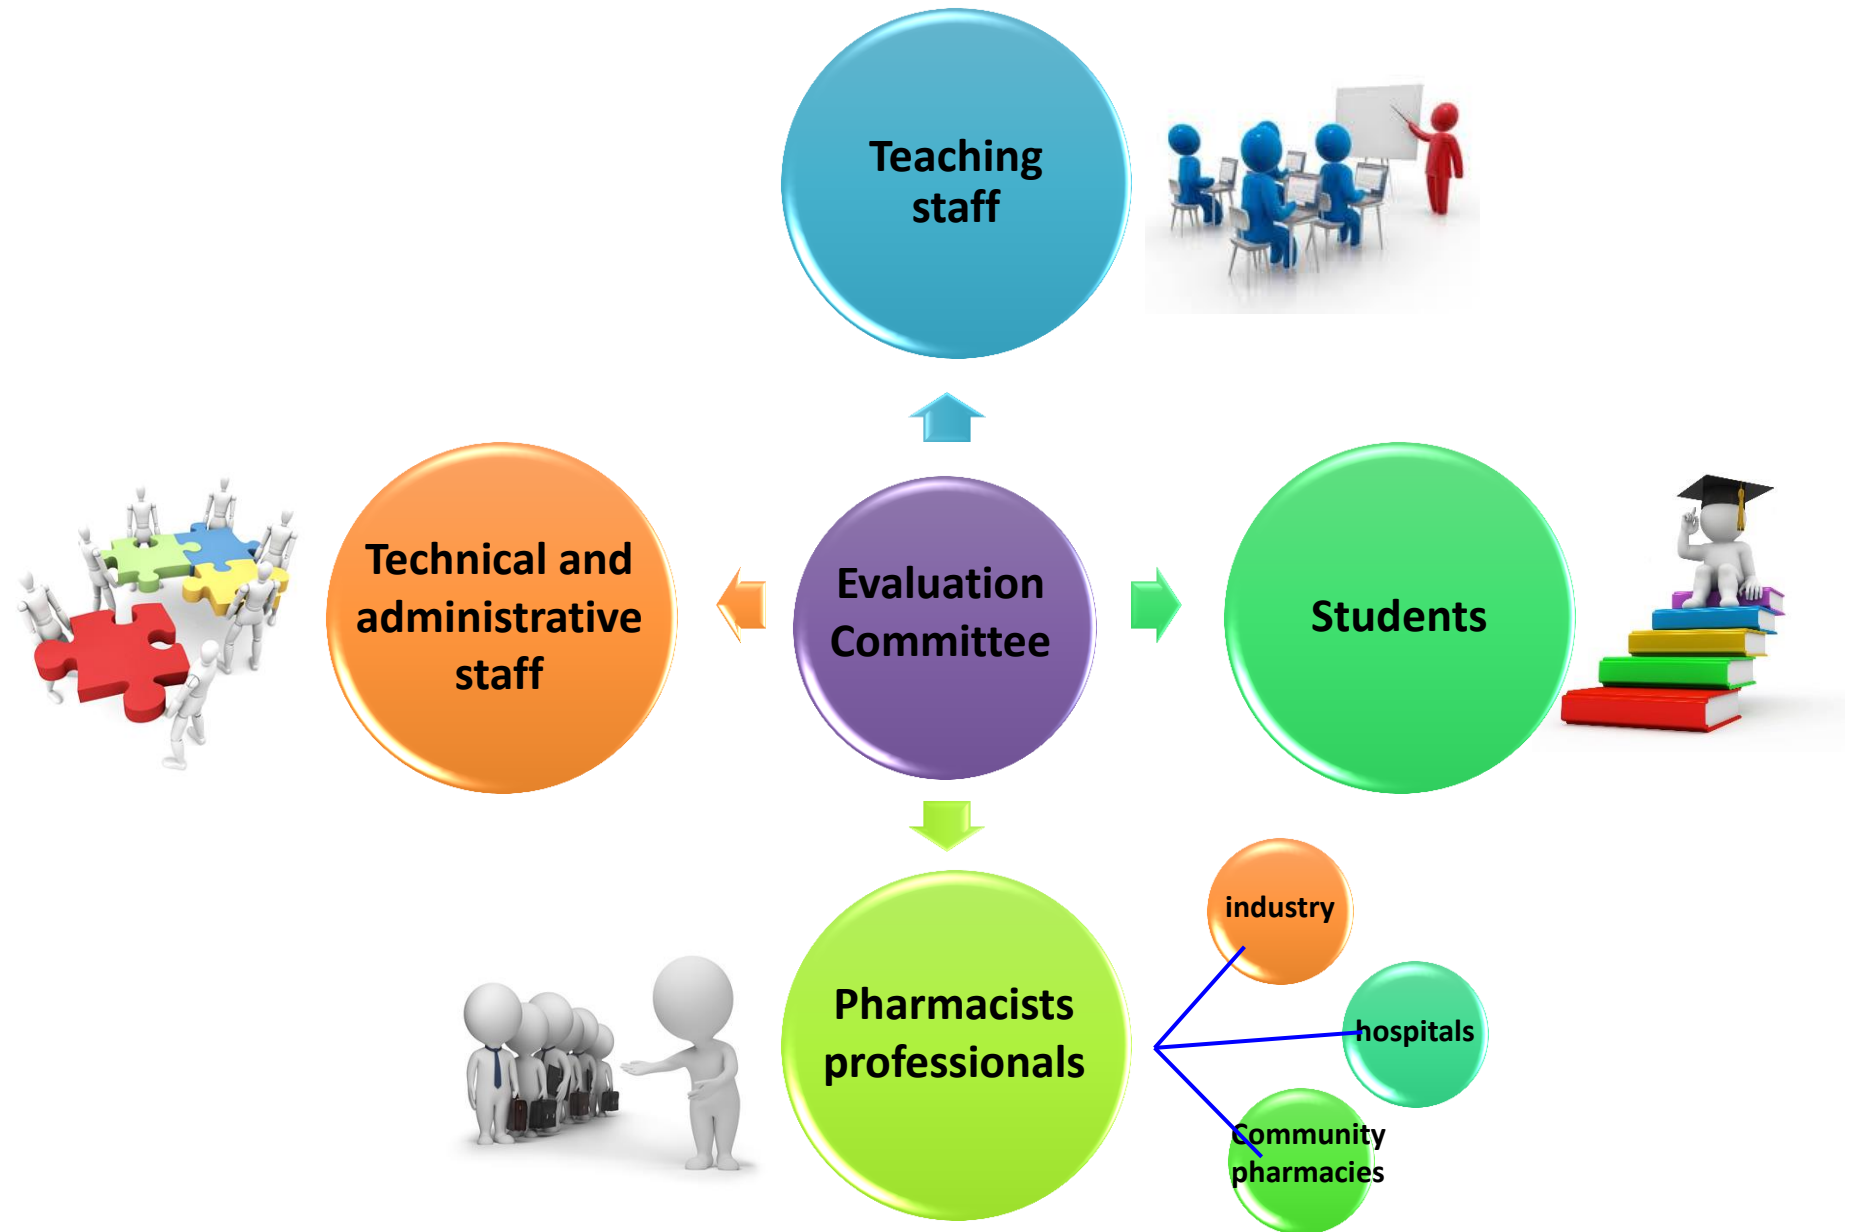 Teaching
staff
Technical and
administrative
staff
Evaluation
Committee
Students
Pharmacists
professionals
industry
hospitals
Community
pharmacies